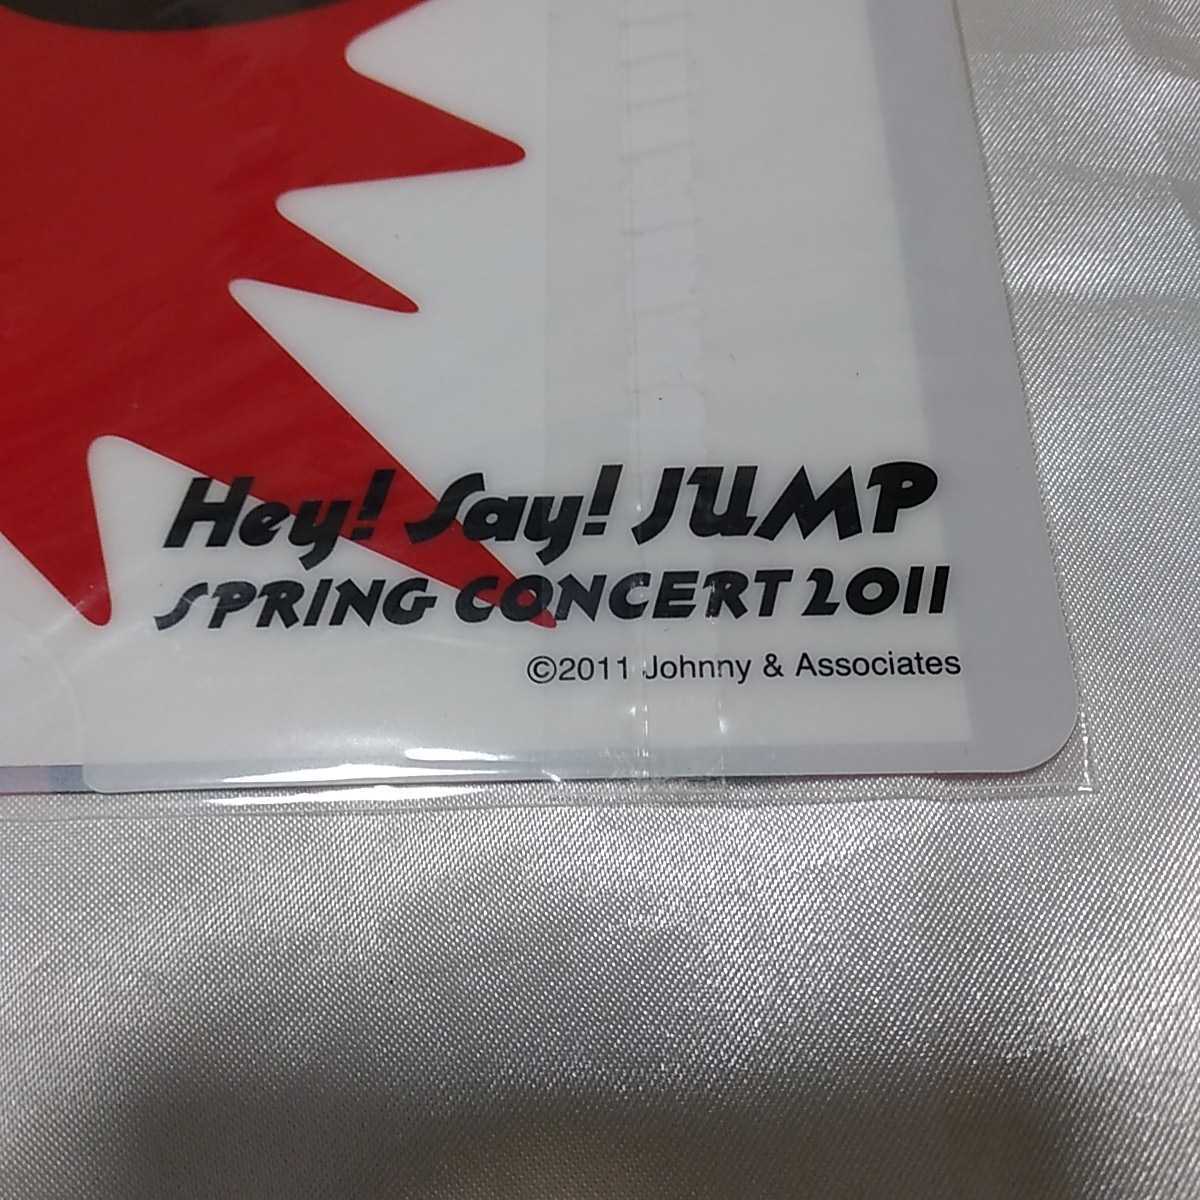 Hey! Say! JUMP
SPRING CONCERT 2011
©2011 Johnny & Associates